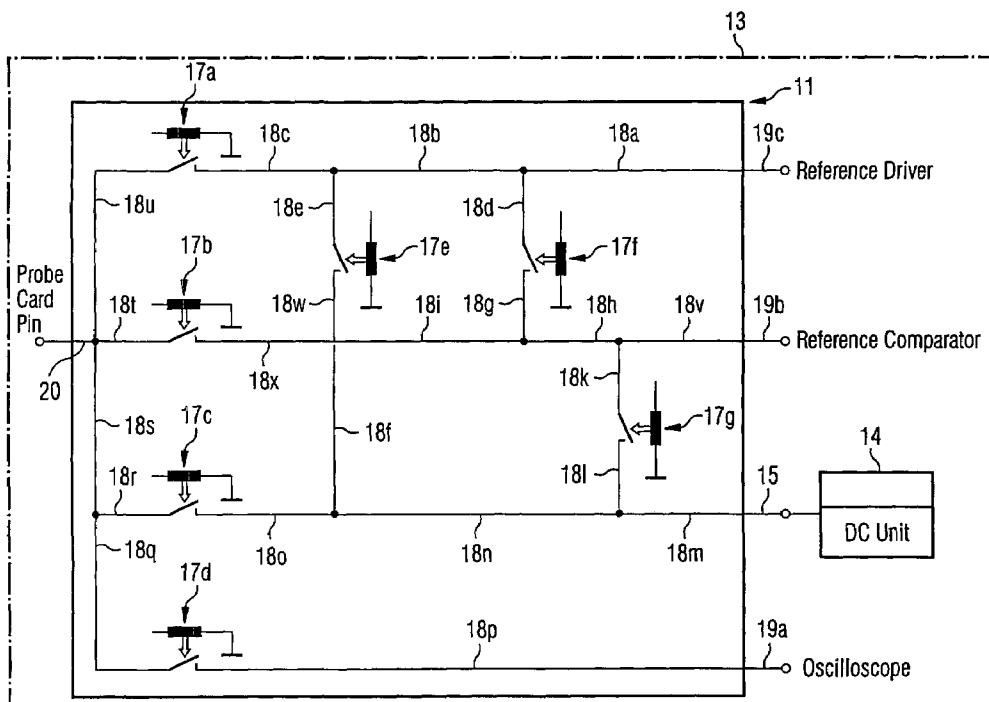 13
17a
11
18c
18b
18a
19c
Reference Driver
18u
18e
18d
17b
17e
17f
Probe
Card
Pin
18t
18w
18i
18g
18h
18v
19b
Reference Comparator
20
18x
18k
18s
17c
18f
17g
14
18r
18l
15
DC Unit
18q
18o
18n
18m
17d
18p
19a
Oscilloscope